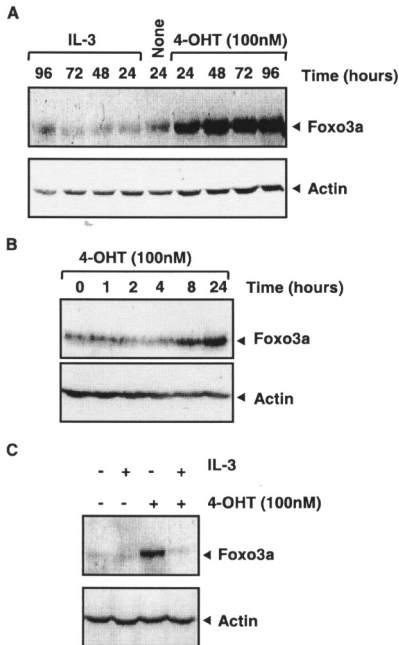 A
IL-3 None 4-OHT (100nM)
96 72 48 24 24 24 48 72 96 Time (hours)
◄ Foxo3a
◄ Actin
B
4-OHT (100nM)
0 1 2 4 8 24 Time (hours)
◄ Foxo3a
◄ Actin
C
- + - + IL-3
- - + + 4-OHT (100nM)
◄ Foxo3a
◄ Actin